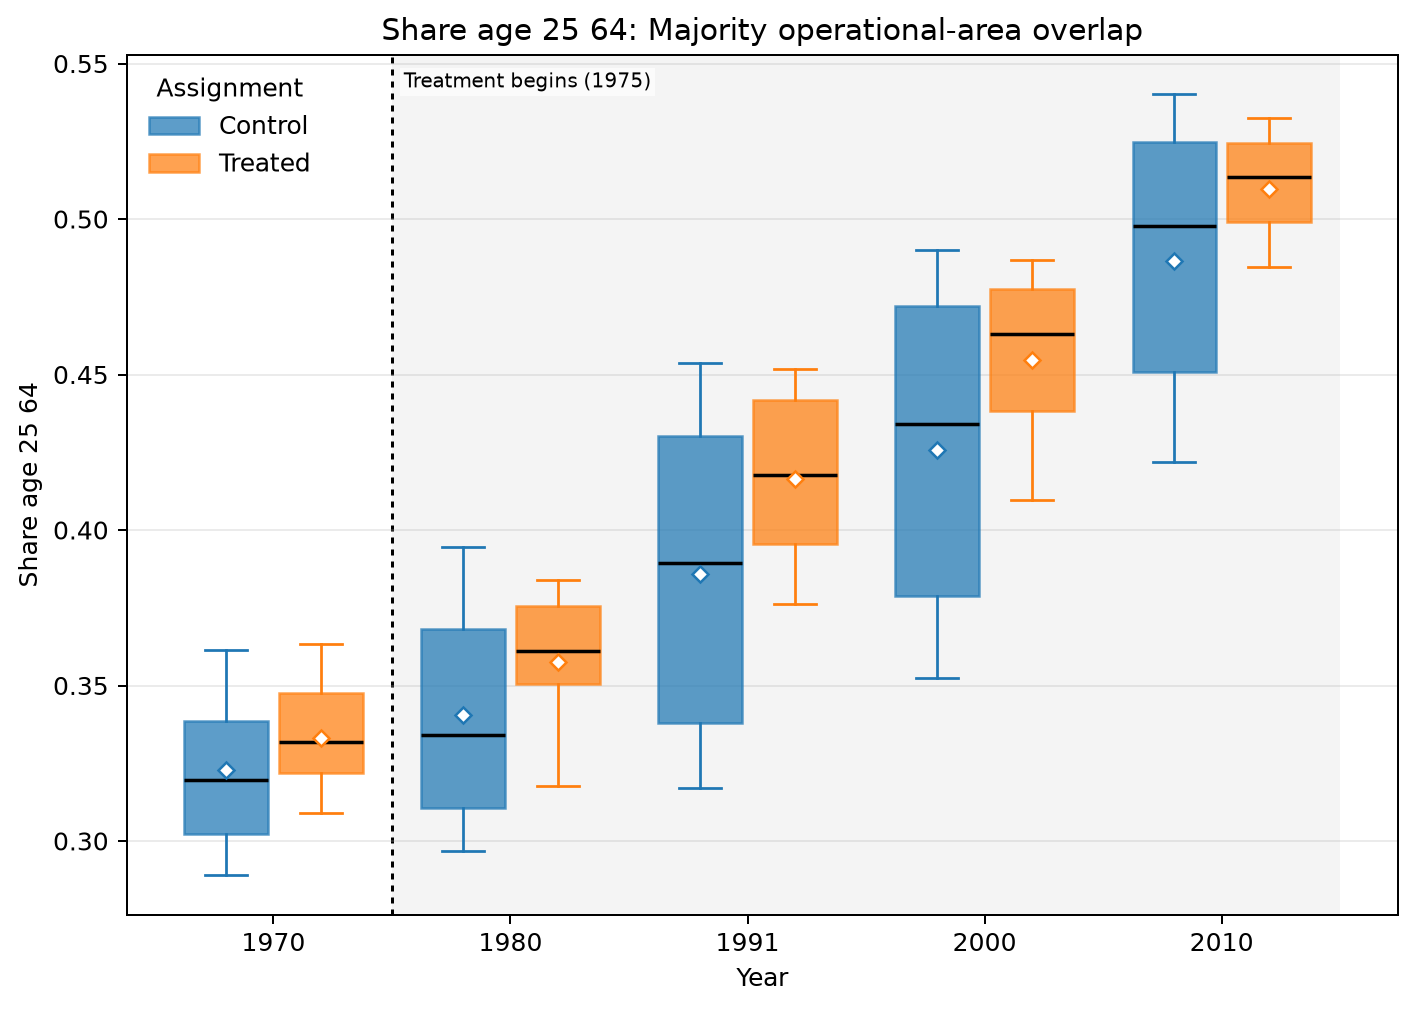 Share age 25 64: Majority operational-area overlap
Assignment
Control
Treated
Treatment begins (1975)
Share age 25 64
0.55
0.50
0.45
0.40
0.35
0.30
1970
1980
1991
2000
2010
Year